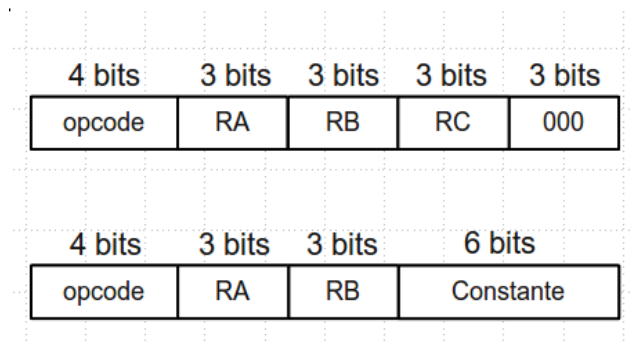 4 bits 3 bits 3 bits 3 bits 3 bits
opcode RA RB RC 000
4 bits 3 bits 3 bits 6 bits
opcode RA RB Constante